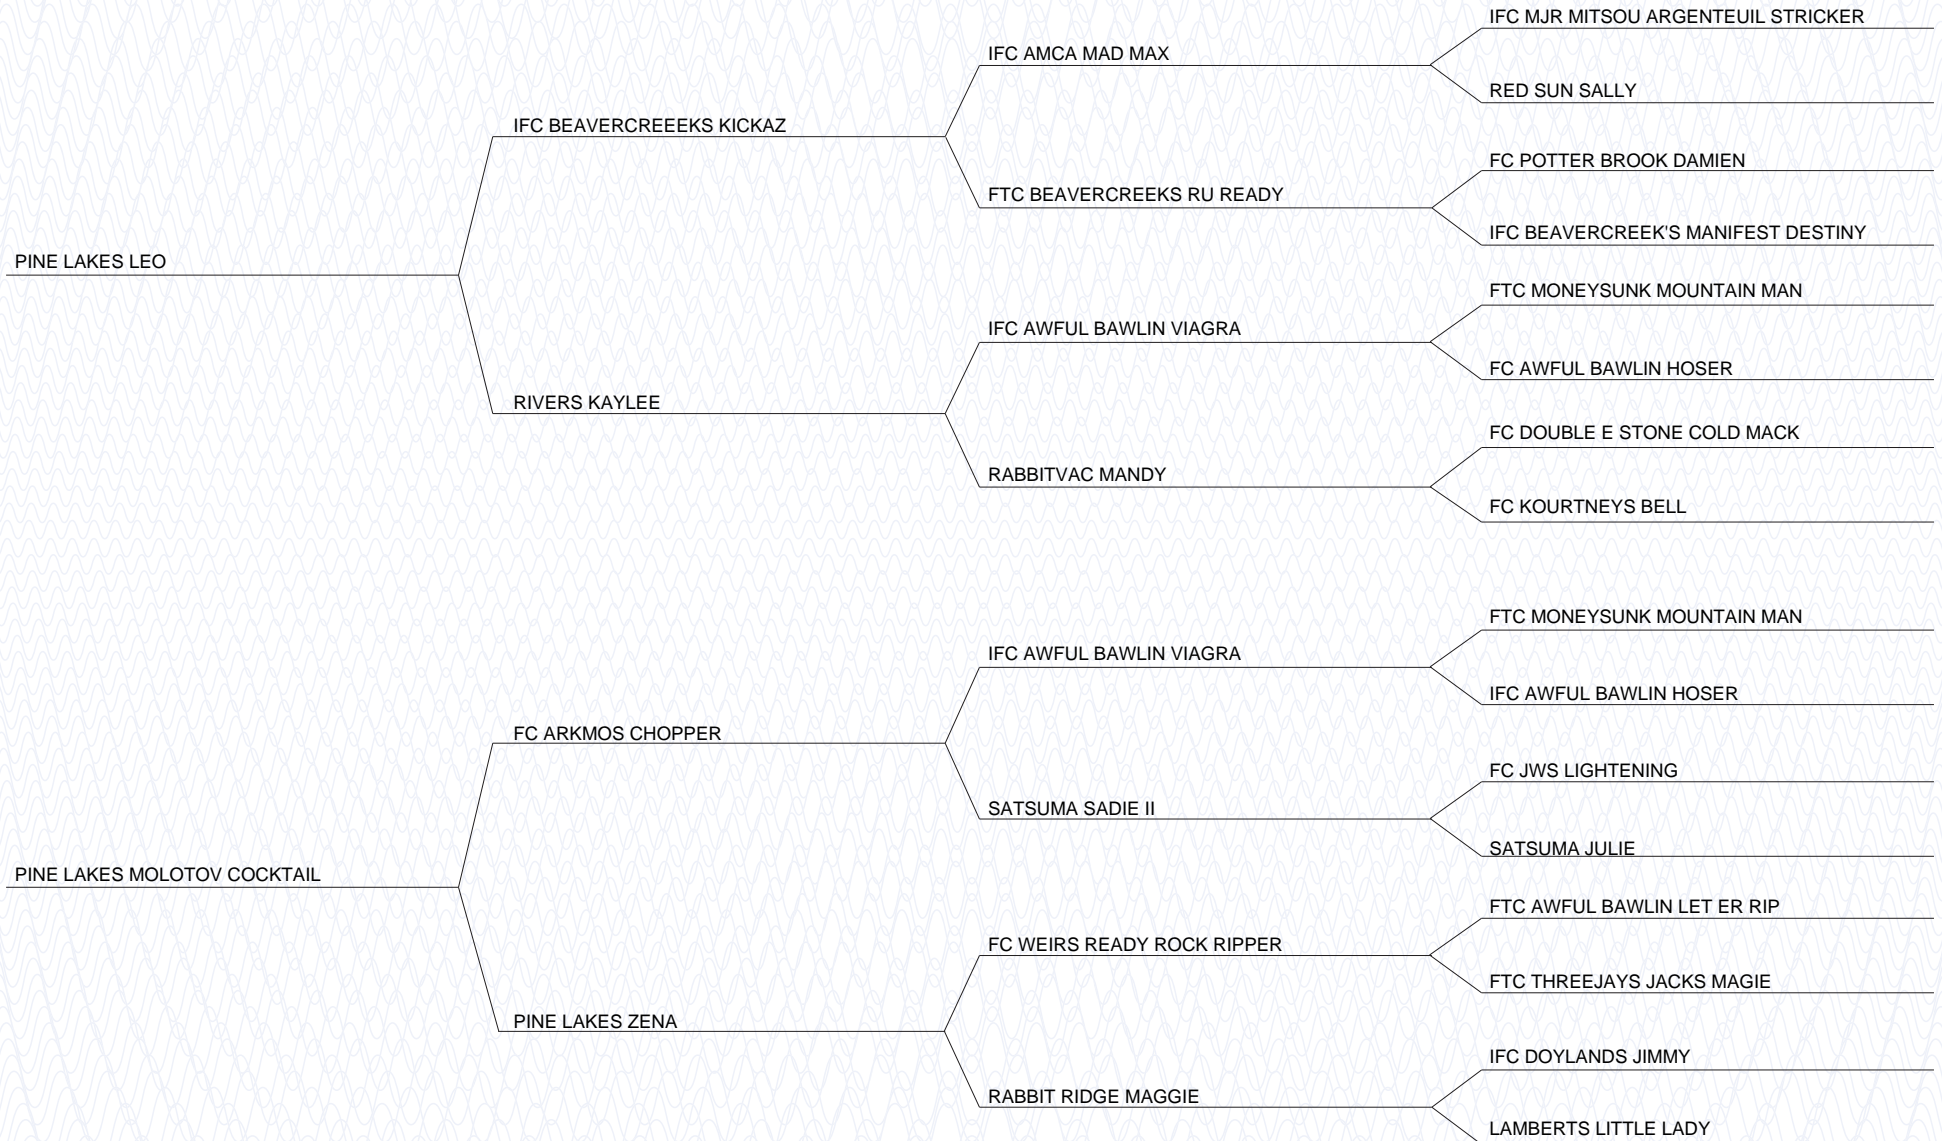 IFC MJR MITSOU ARGENTEUIL STRICKER
IFC AMCA MAD MAX
RED SUN SALLY
IFC BEAVERCREEEKS KICKAZ
FC POTTER BROOK DAMIEN
FTC BEAVERCREEKS RU READY
IFC BEAVERCREEK'S MANIFEST DESTINY
PINE LAKES LEO
FTC MONEYSUNK MOUNTAIN MAN
IFC AWFUL BAWLIN VIAGRA
FC AWFUL BAWLIN HOSER
RIVERS KAYLEE
FC DOUBLE E STONE COLD MACK
RABBITVAC MANDY
FC KOURTNEYS BELL
FTC MONEYSUNK MOUNTAIN MAN
IFC AWFUL BAWLIN VIAGRA
IFC AWFUL BAWLIN HOSER
FC ARKMOS CHOPPER
FC JWS LIGHTENING
SATSUMA SADIE II
SATSUMA JULIE
PINE LAKES MOLOTOV COCKTAIL
FTC AWFUL BAWLIN LET ER RIP
FC WEIRS READY ROCK RIPPER
FTC THREEJAYS JACKS MAGIE
PINE LAKES ZENA
IFC DOYLANDS JIMMY
RABBIT RIDGE MAGGIE
LAMBERTS LITTLE LADY